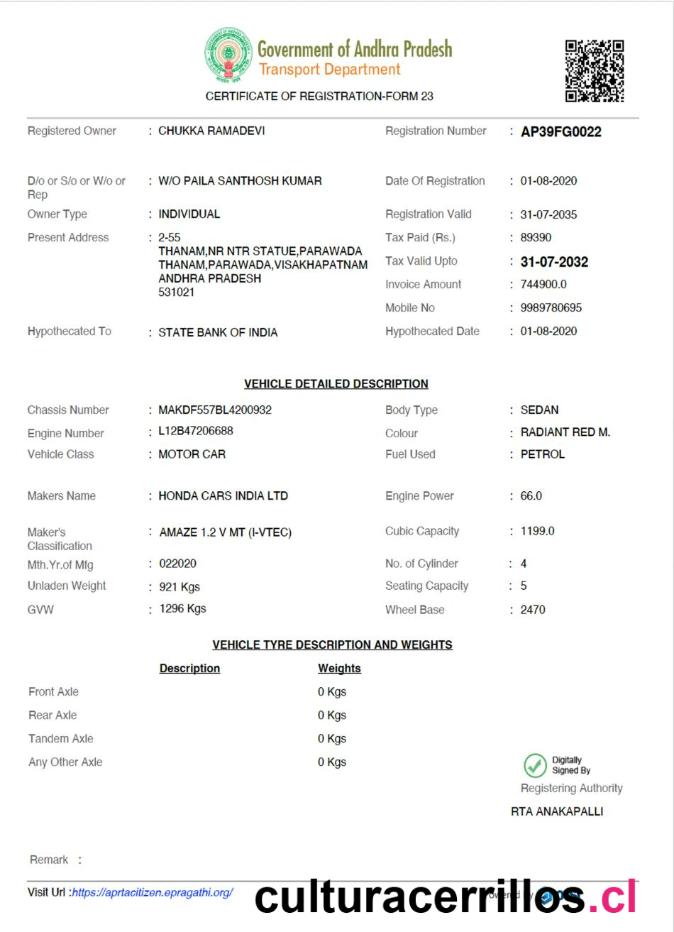 Government of Andhra Pradesh
Transport Department
CERTIFICATE OF REGISTRATION-FORM 23
Registered Owner : CHUKKA RAMADEVI Registration Number : AP39FG0022
D/o or S/o or W/o or Rep : W/O PAILA SANTHOSH KUMAR Date Of Registration : 01-08-2020
Owner Type : INDIVIDUAL Registration Valid : 31-07-2035
Present Address : 2-55 Tax Paid (Rs.) : 89390
THANAM,NR NTR STATUE,PARAWADA
THANAM,PARAWADA,VISAKHAPATNAM Tax Valid Upto : 31-07-2032
ANDHRA PRADESH Invoice Amount : 744900.0
531021
Mobile No : 9989780695
Hypothecated To : STATE BANK OF INDIA Hypothecated Date : 01-08-2020
VEHICLE DETAILED DESCRIPTION
Chassis Number : MAKDF557BL4200932 Body Type : SEDAN
Engine Number : L12B47206688 Colour : RADIANT RED M.
Vehicle Class : MOTOR CAR Fuel Used : PETROL
Makers Name : HONDA CARS INDIA LTD Engine Power : 66.0
Maker's Classification : AMAZE 1.2 V MT (I-VTEC) Cubic Capacity : 1199.0
Mth.Yr.of Mfg : 022020 No. of Cylinder : 4
Unladen Weight : 921 Kgs Seating Capacity : 5
GVW : 1296 Kgs Wheel Base : 2470
VEHICLE TYRE DESCRIPTION AND WEIGHTS
Description Weights
Front Axle 0 Kgs
Rear Axle 0 Kgs
Tandem Axle 0 Kgs
Any Other Axle 0 Kgs
Digitally
Signed By
Registering Authority
RTA ANAKAPALLI
Remark :
Visit Url :https://aprtacitizen.epragathi.org/
culturacerrillos.cl